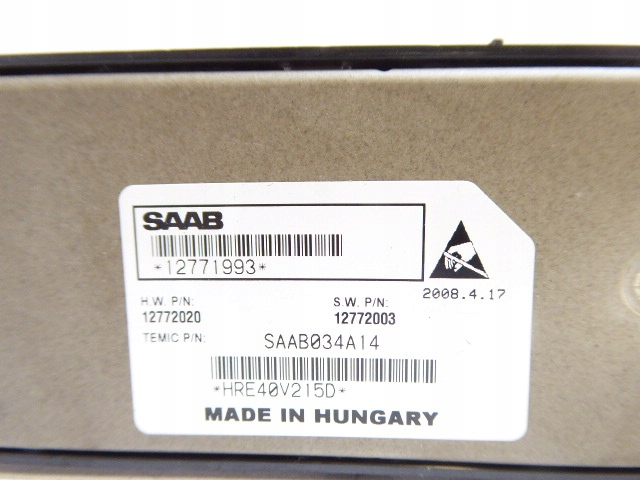 SAAB
*12771993*
2008.4.17
H.W. P/N: S.W. P/N:
12772020 12772003
TEMIC P/N: SAAB034A14
*HRE40V215D*
MADE IN HUNGARY